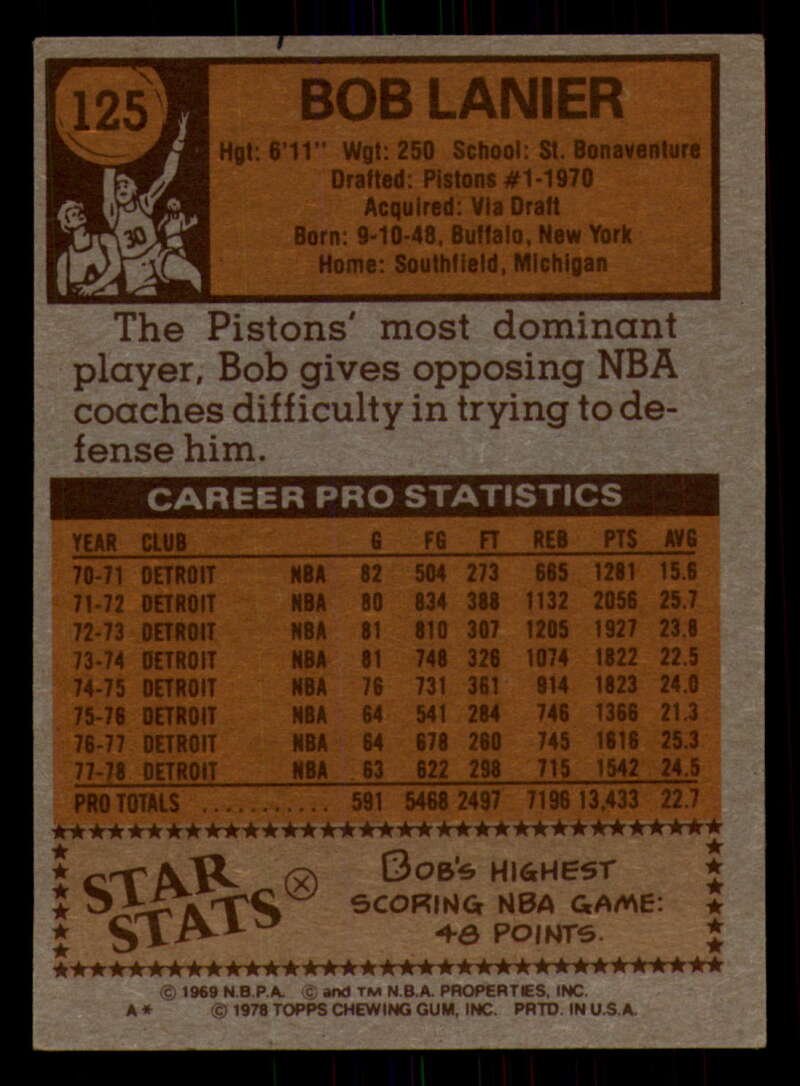 125
30
BOB LANIER
Hgt: 6'11" Wgt: 250 School: St. Bonaventure
Drafted: Pistons #1-1970
Acquired: Via Draft
Born: 9-10-48, Buffalo, New York
Home: Southfield, Michigan
The Pistons' most dominant
player, Bob gives opposing NBA
coaches difficulty in trying to de-
fense him.
CAREER PRO STATISTICS
YEAR CLUB G FG FT REB PTS AVG
70-71 DETROIT NBA 82 504 273 665 1281 15.6
71-72 DETROIT NBA 80 834 388 1132 2056 25.7
72-73 DETROIT NBA 81 810 307 1205 1927 23.8
73-74 DETROIT NBA 81 748 326 1074 1822 22.5
74-75 DETROIT NBA 76 731 361 914 1823 24.0
75-76 DETROIT NBA 64 541 284 746 1366 21.3
76-77 DETROIT NBA 64 678 260 745 1616 25.3
77-78 DETROIT NBA 63 622 298 715 1542 24.5
PRO TOTALS ........... 591 5468 2497 7196 13,433 22.7
STAR
STATS
BOB'S HIGHEST
SCORING NBA GAME:
48 POINTS.
© 1969 N.B.P.A. © and TM N.B.A. PROPERTIES, INC.
A* © 1978 TOPPS CHEWING GUM, INC. PRTD. IN U.S.A.